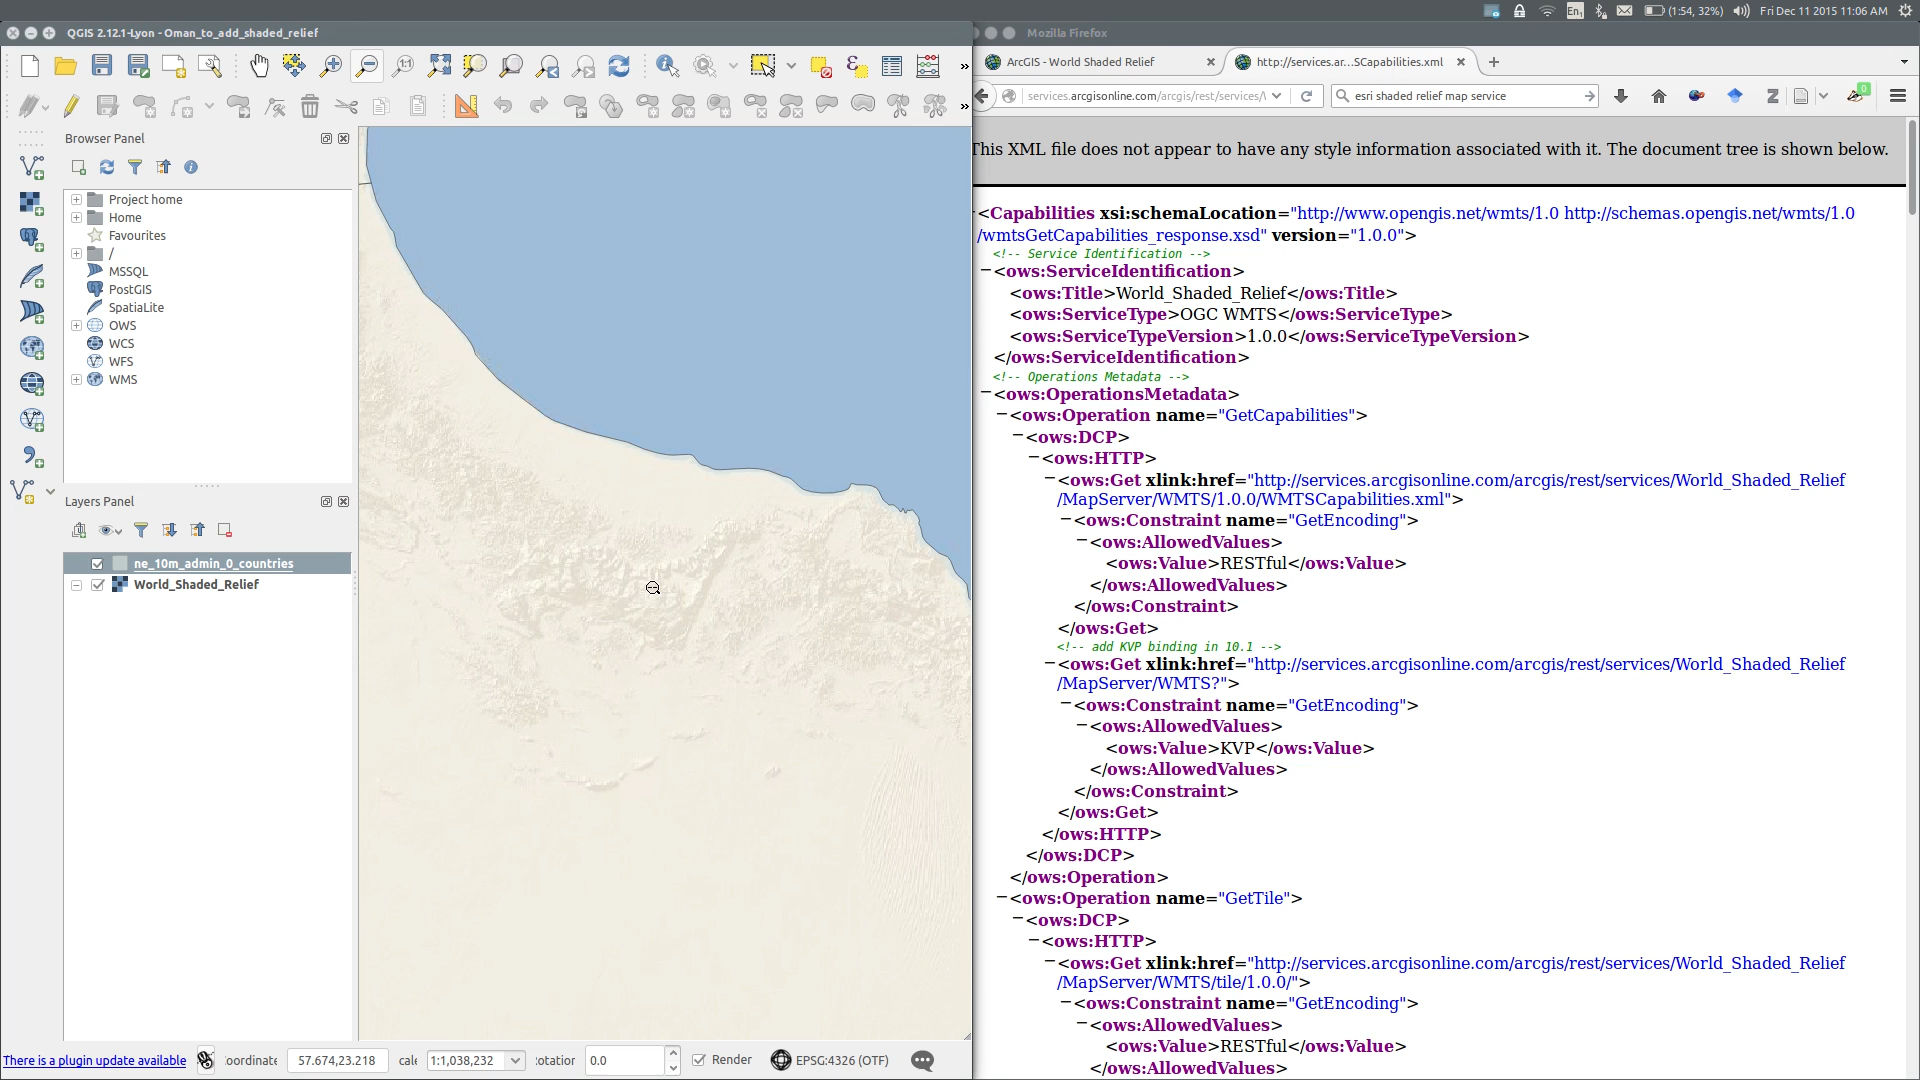 (1:54, 32%)
Fri Dec 11 2015 11:06 AM
En1
QGIS 2.12.1-Lyon - Oman_to_add_shaded_relief
Browser Panel
Project home
Home
Favourites
/
MSSQL
PostGIS
SpatiaLite
OWS
WCS
WFS
WMS
Layers Panel
ne_10m_admin_0_countries
World_Shaded_Relief
There is a plugin update available
oordinate
57.674,23.218
cale
1:1,038,232
otation
0.0
Render
EPSG:4326 (OTF)
Mozilla Firefox
ArcGIS - World Shaded Relief
http://services.ar...SCapabilities.xml
services.arcgisonline.com/arcgis/rest/services/
esri shaded relief map service
0
This XML file does not appear to have any style information associated with it. The document tree is shown below.
<Capabilities xsi:schemaLocation="http://www.opengis.net/wmts/1.0 http://schemas.opengis.net/wmts/1.0
/wmtsGetCapabilities_response.xsd" version="1.0.0">
<!-- Service Identification -->
−<ows:ServiceIdentification>
<ows:Title>World_Shaded_Relief</ows:Title>
<ows:ServiceType>OGC WMTS</ows:ServiceType>
<ows:ServiceTypeVersion>1.0.0</ows:ServiceTypeVersion>
</ows:ServiceIdentification>
<!-- Operations Metadata -->
−<ows:OperationsMetadata>
−<ows:Operation name="GetCapabilities">
−<ows:DCP>
−<ows:HTTP>
−<ows:Get xlink:href="http://services.arcgisonline.com/arcgis/rest/services/World_Shaded_Relief
/MapServer/WMTS/1.0.0/WMTSCapabilities.xml">
−<ows:Constraint name="GetEncoding">
−<ows:AllowedValues>
<ows:Value>RESTful</ows:Value>
</ows:AllowedValues>
</ows:Constraint>
</ows:Get>
<!-- add KVP binding in 10.1 -->
−<ows:Get xlink:href="http://services.arcgisonline.com/arcgis/rest/services/World_Shaded_Relief
/MapServer/WMTS?">
−<ows:Constraint name="GetEncoding">
−<ows:AllowedValues>
<ows:Value>KVP</ows:Value>
</ows:AllowedValues>
</ows:Constraint>
</ows:Get>
</ows:HTTP>
</ows:DCP>
</ows:Operation>
−<ows:Operation name="GetTile">
−<ows:DCP>
−<ows:HTTP>
−<ows:Get xlink:href="http://services.arcgisonline.com/arcgis/rest/services/World_Shaded_Relief
/MapServer/WMTS/tile/1.0.0/">
−<ows:Constraint name="GetEncoding">
−<ows:AllowedValues>
<ows:Value>RESTful</ows:Value>
</ows:AllowedValues>